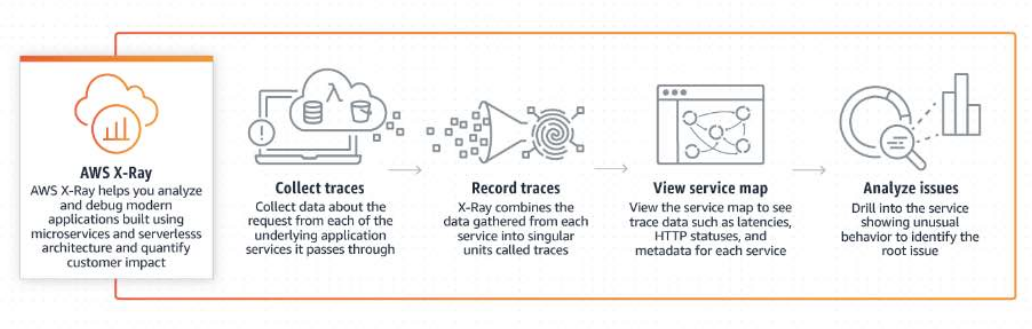 AWS X-Ray
AWS X-Ray helps you analyze
and debug modern
applications built using
microservices and serverlesss
architecture and quantify
customer impact
Collect traces
Collect data about the
request from each of the
underlying application
services it passes through
Record traces
X-Ray combines the
data gathered from each
service into singular
units called traces
View service map
View the service map to see
trace data such as latencies,
HTTP statuses, and
metadata for each service
Analyze issues
Drill into the service
showing unusual
behavior to identify the
root issue